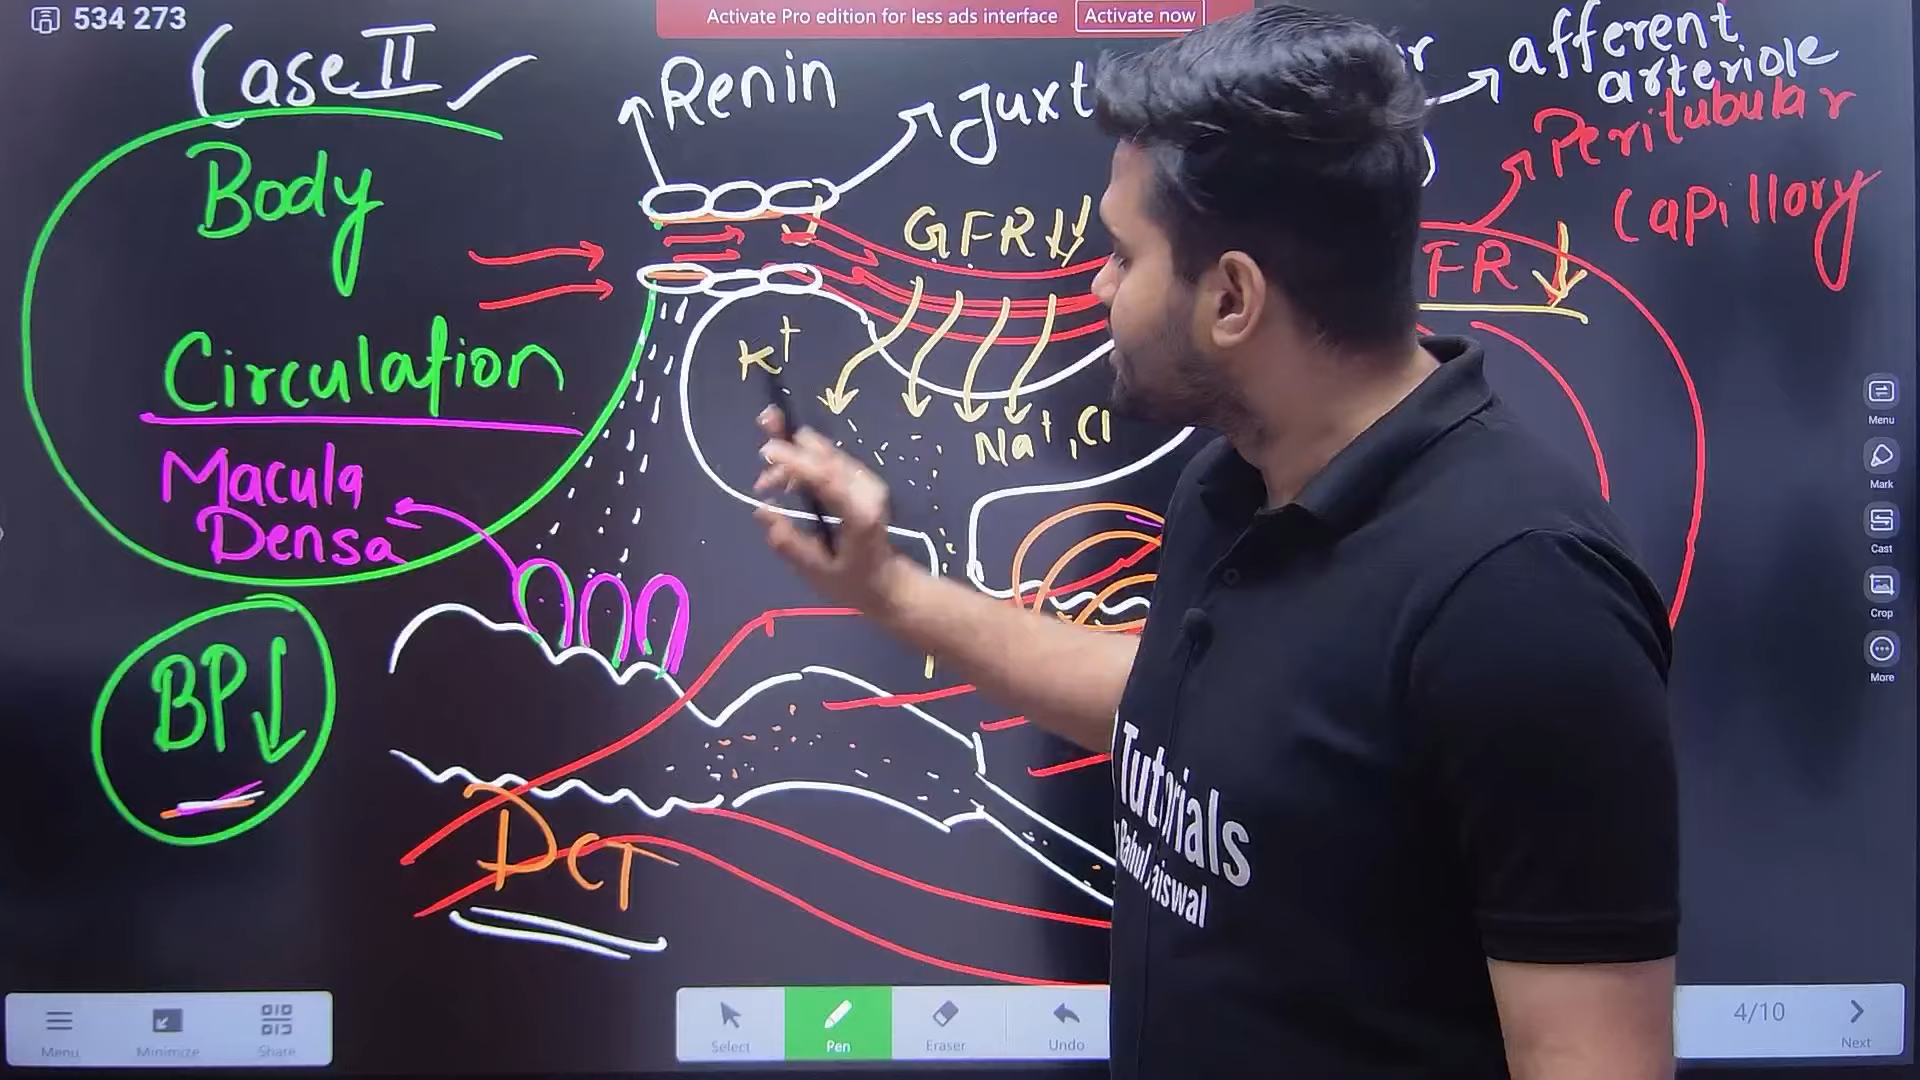 534 273
Activate Pro edition for less ads interface
Activate now
Case II
Renin
Juxt
afferent
arteriole
Peritubular
Capillory
Body
GFR↓↓
FR↓
K+
Circulation
Na+, Cl
Macula
Densa
BP↓
DCT
Tutorials
Rahul Jaiswal
Menu
Mark
Cast
Crop
More
Menu
Minimize
Share
Select
Pen
Eraser
Undo
4/10
Next